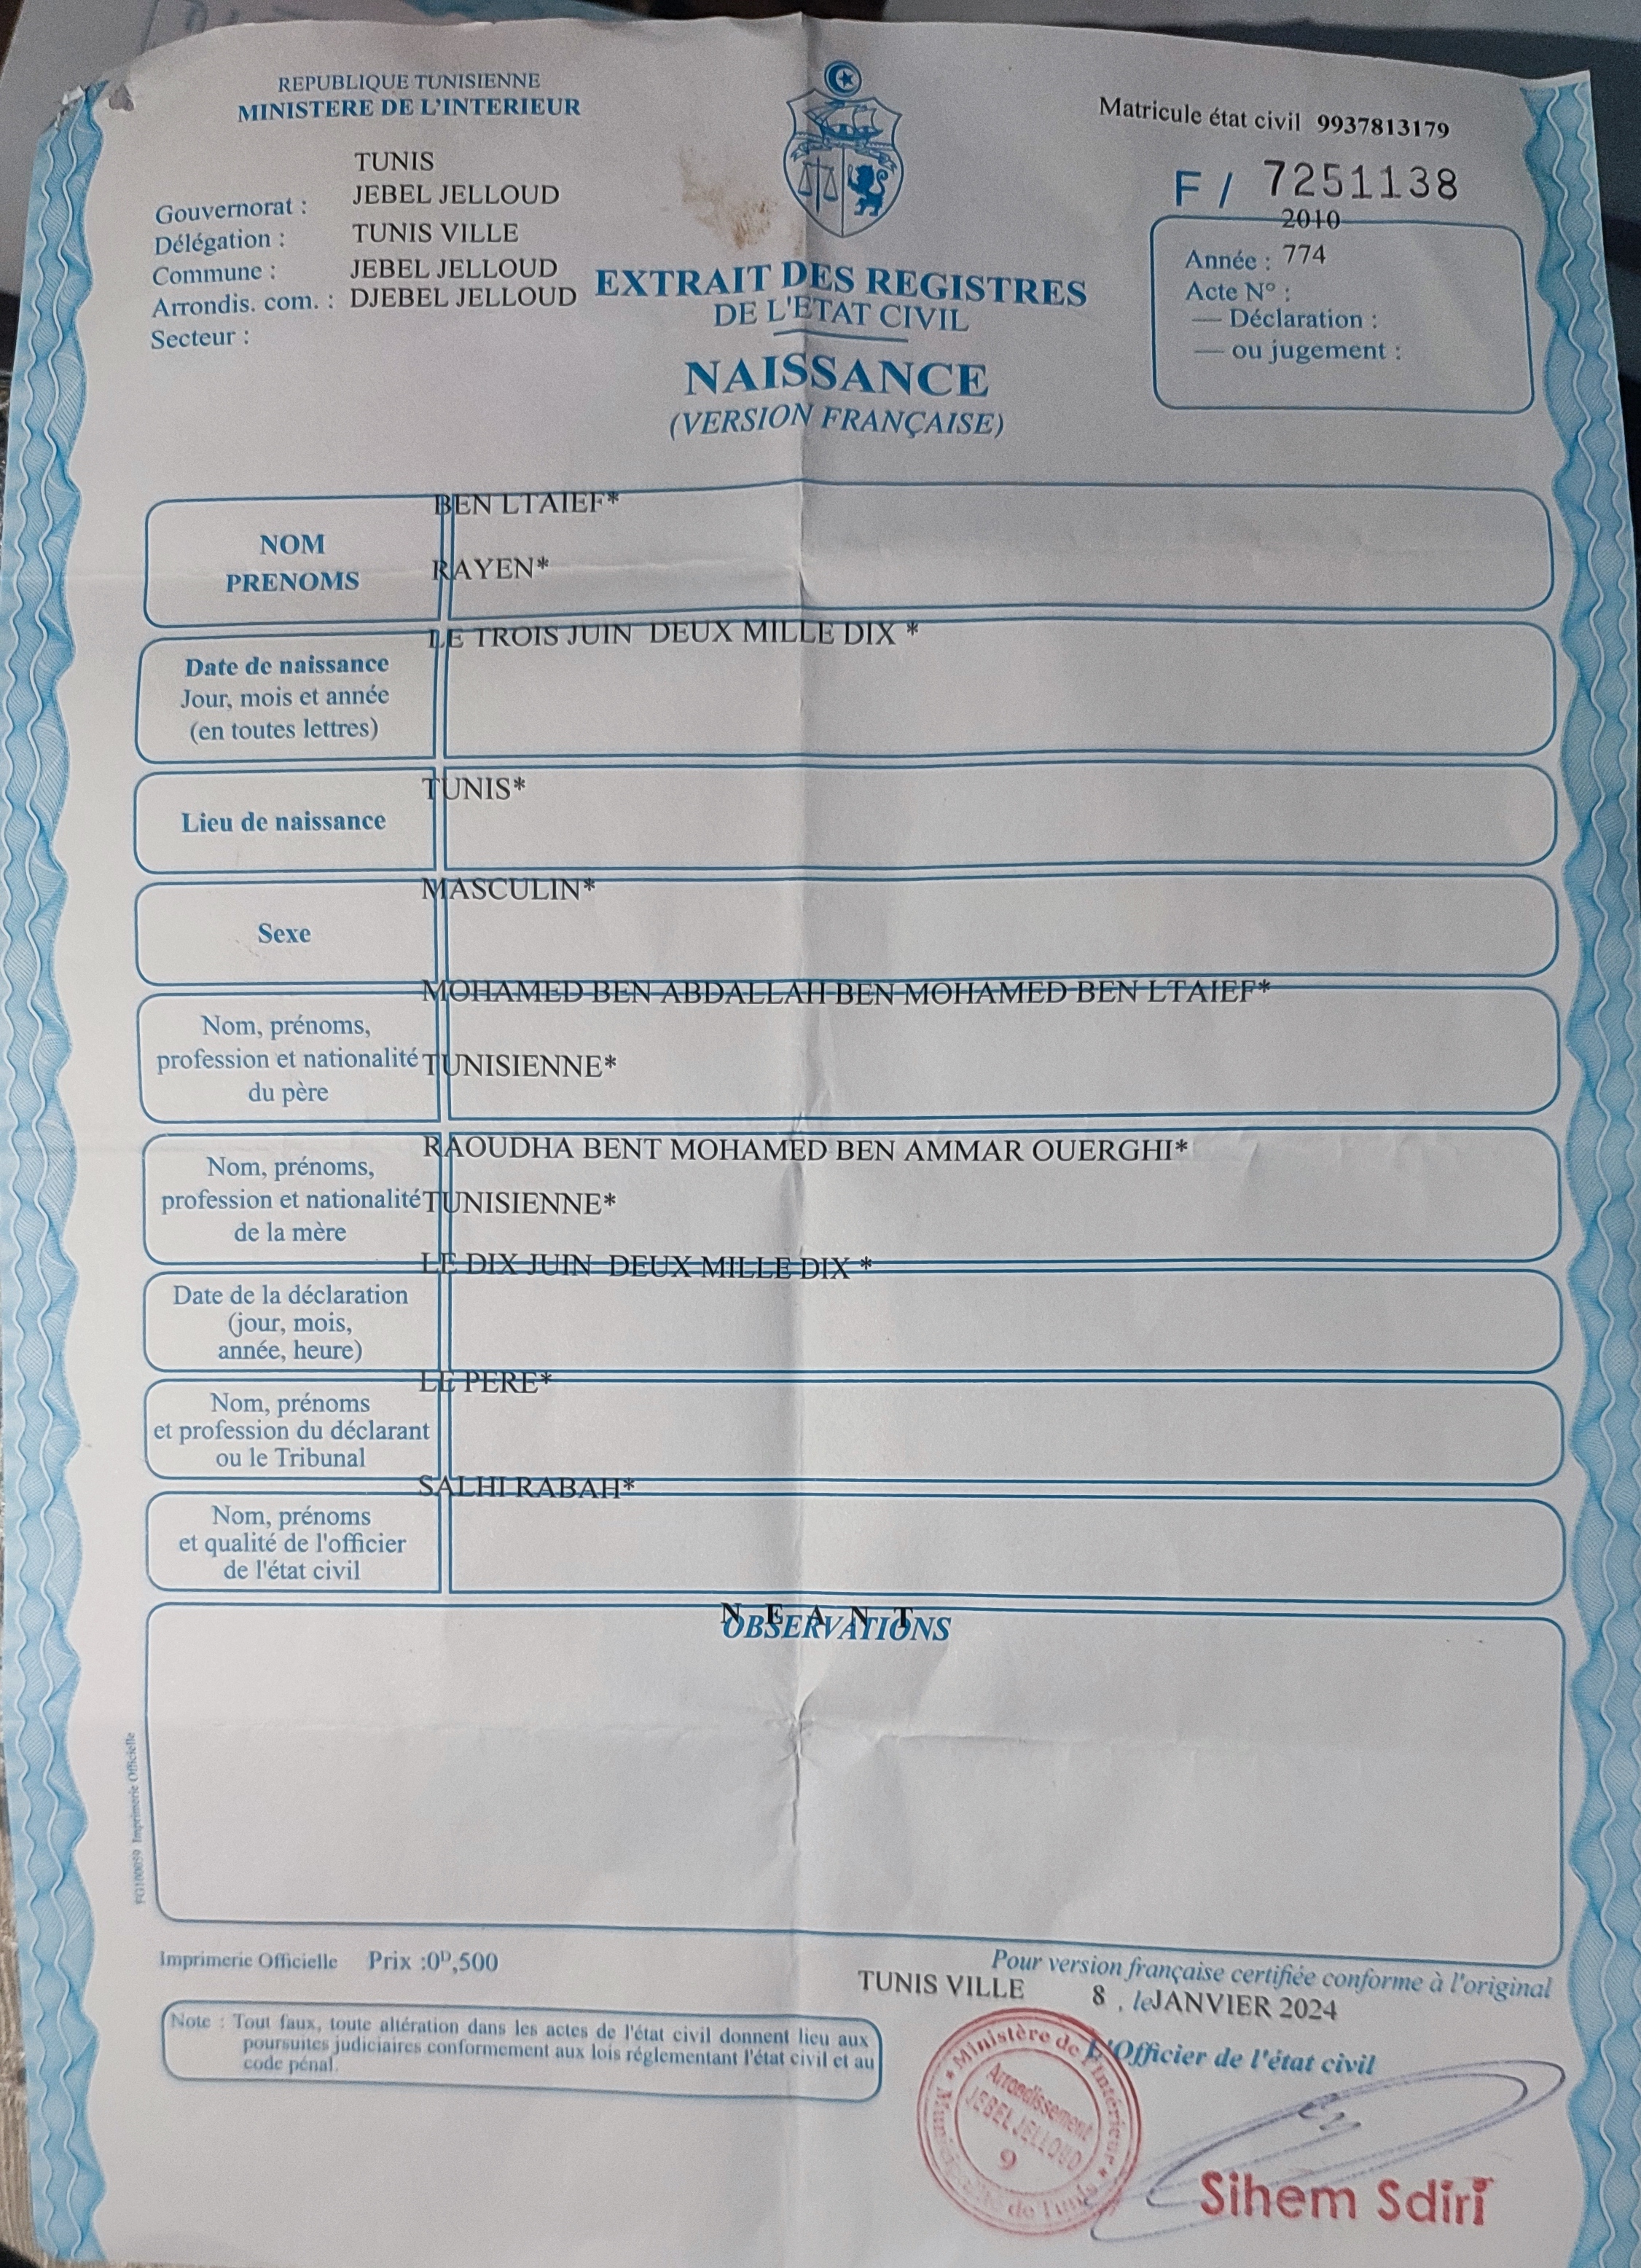 REPUBLIQUE TUNISIENNE
MINISTERE DE L'INTERIEUR
Matricule état civil 9937813179
F / 7251138
TUNIS
Gouvernorat : JEBEL JELLOUD
Délégation : TUNIS VILLE
Commune : JEBEL JELLOUD
Arrondis. com. : DJEBEL JELLOUD
Secteur :
2010
Année : 774
Acte N° :
— Déclaration :
— ou jugement :
EXTRAIT DES REGISTRES
DE L'ETAT CIVIL
NAISSANCE
(VERSION FRANÇAISE)
BEN LTAIEF*
NOM
RAYEN*
PRENOMS
LE TROIS JUIN DEUX MILLE DIX *
Date de naissance
Jour, mois et année
(en toutes lettres)
TUNIS*
Lieu de naissance
MASCULIN*
Sexe
MOHAMED BEN ABDALLAH BEN MOHAMED BEN LTAIEF*
Nom, prénoms,
profession et nationalité TUNISIENNE*
du père
RAOUDHA BENT MOHAMED BEN AMMAR OUERGHI*
Nom, prénoms,
profession et nationalité TUNISIENNE*
de la mère
LE DIX JUIN DEUX MILLE DIX *
Date de la déclaration
(jour, mois,
année, heure)
LE PERE*
Nom, prénoms
et profession du déclarant
ou le Tribunal
SALHI RABAH*
Nom, prénoms
et qualité de l'officier
de l'état civil
N E A N T
OBSERVATIONS
FG100059 Imprimerie Officielle
Imprimerie Officielle Prix :0D,500
Pour version française certifiée conforme à l'original
TUNIS VILLE 8 , le JANVIER 2024
L'Officier de l'état civil
Note : Tout faux, toute altération dans les actes de l'état civil donnent lieu aux
poursuites judiciaires conformement aux lois réglementant l'état civil et au
code pénal.
Ministère de l'intérieur
Municipalité de Tunis
Arrondissement
JEBEL JELLOUD
9
Sihem Sdiri